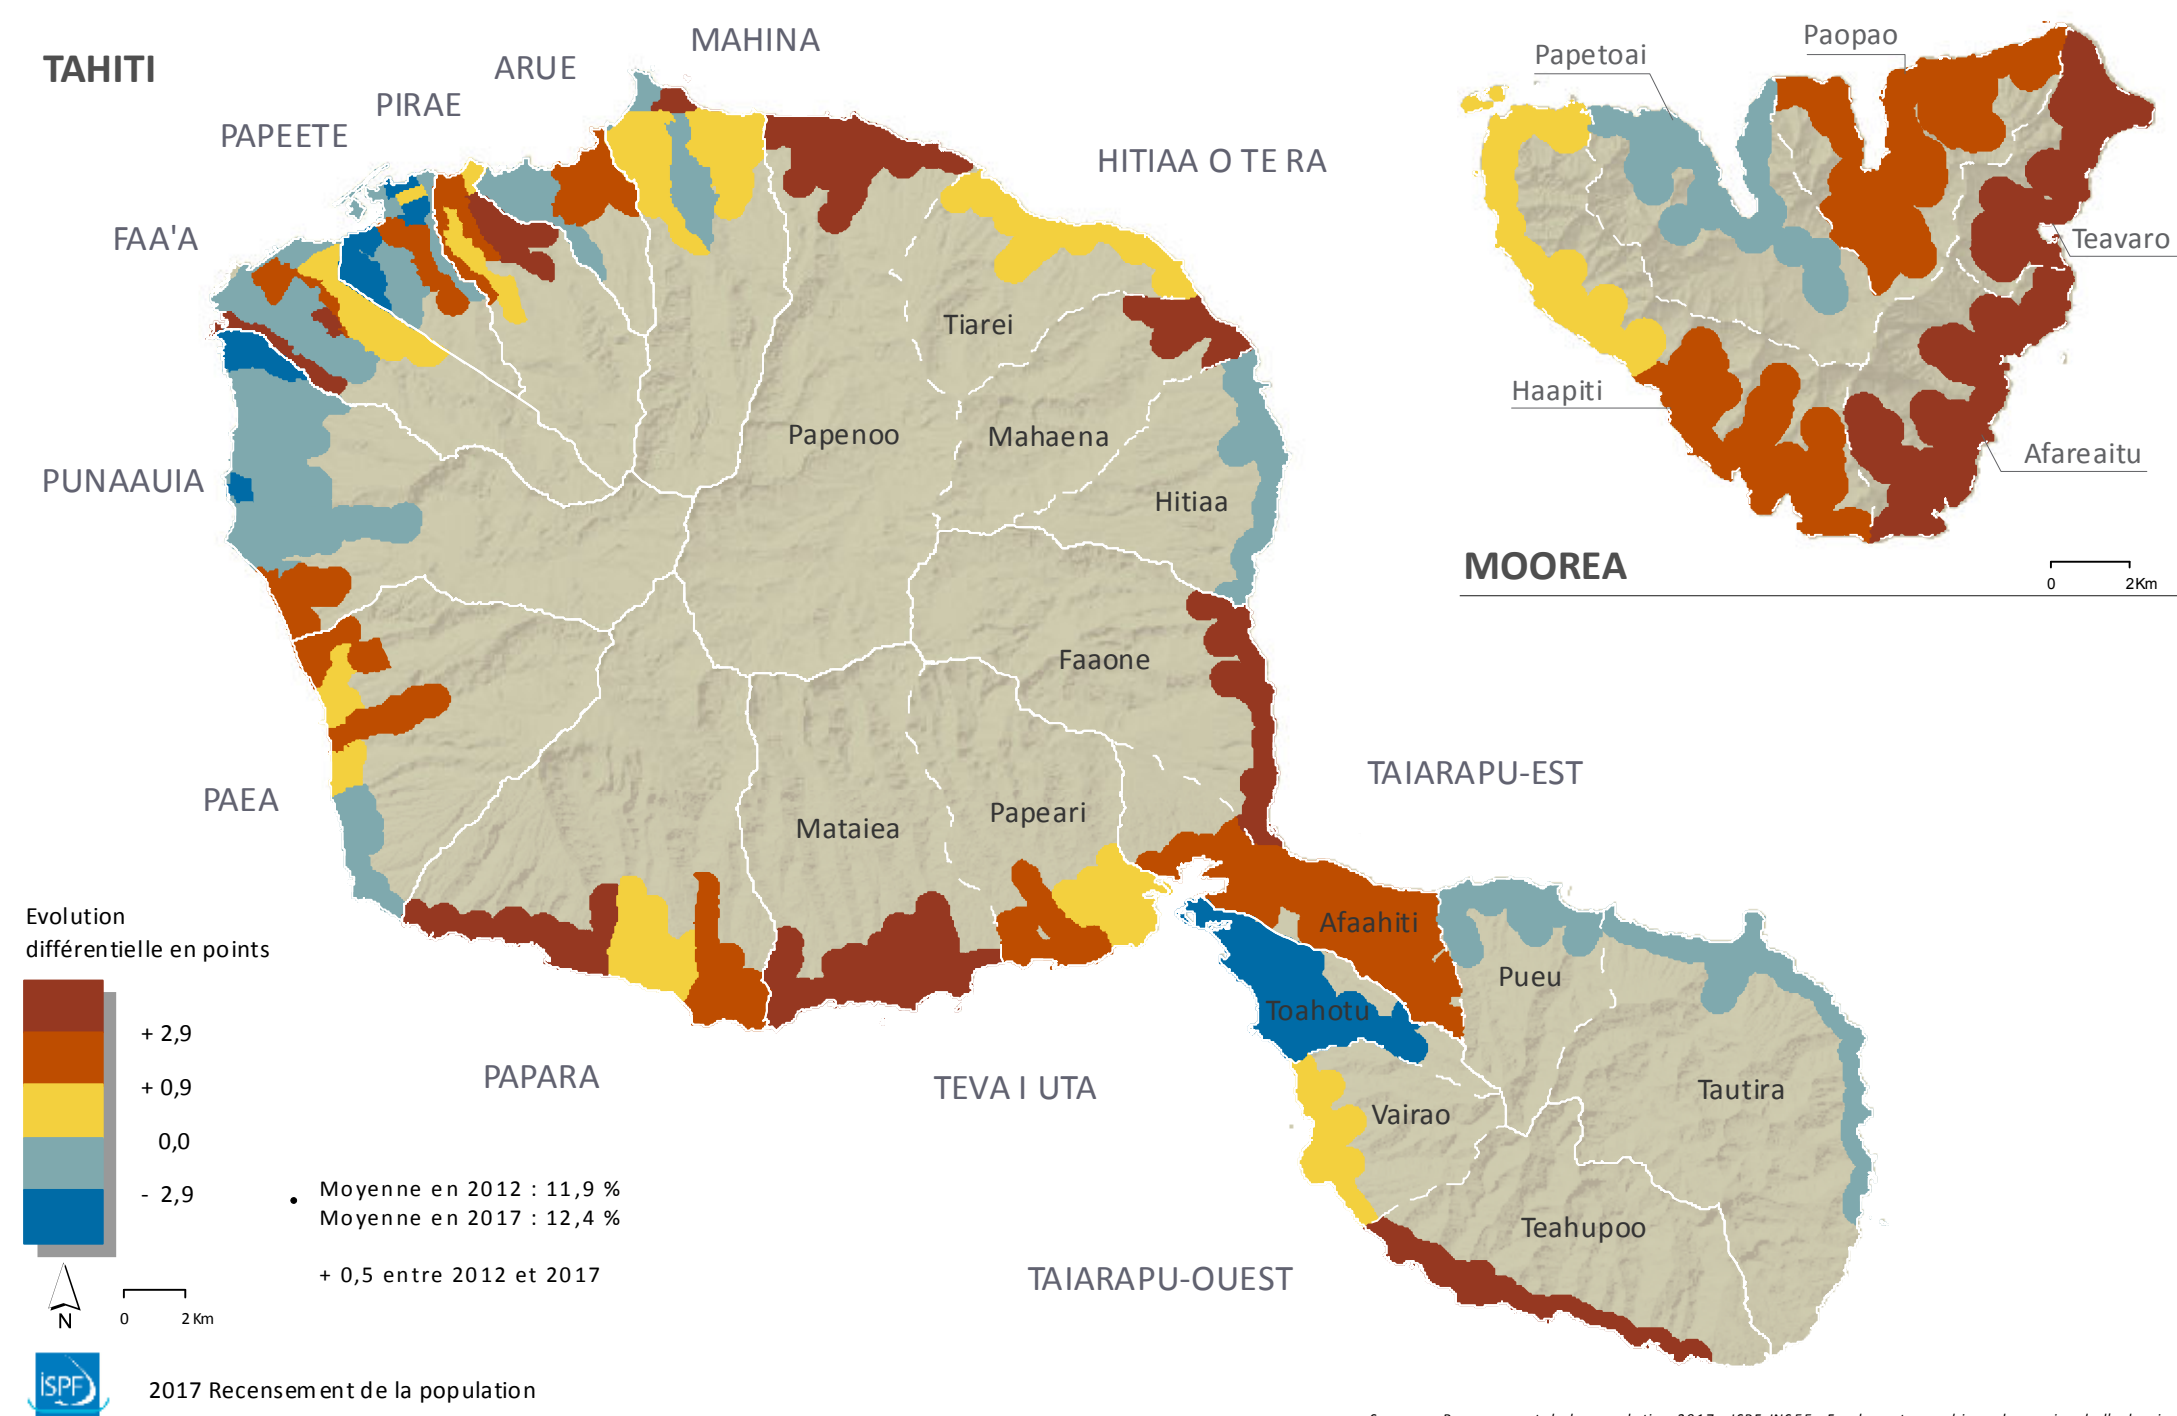 TAHITI
MAHINA
ARUE
PIRAE
PAPEETE
FAA'A
HITIAA O TE RA
PUNAAUIA
PAEA
PAPARA
TEVA I UTA
TAIARAPU-EST
TAIARAPU-OUEST
Papenoo
Tiarei
Mahaena
Hitiaa
Faaone
Mataiea
Papeari
Afaahiti
Pueu
Toahotu
Tautira
Vairao
Teahupoo
Papetoai
Paopao
Teavaro
Haapiti
Afareaitu
MOOREA
0 2Km
Evolution
différentielle en points
+ 2,9
+ 0,9
0,0
- 2,9
Moyenne en 2012 : 11,9 %
Moyenne en 2017 : 12,4 %
+ 0,5 entre 2012 et 2017
N
0 2 Km
ISPF
2017 Recensement de la population